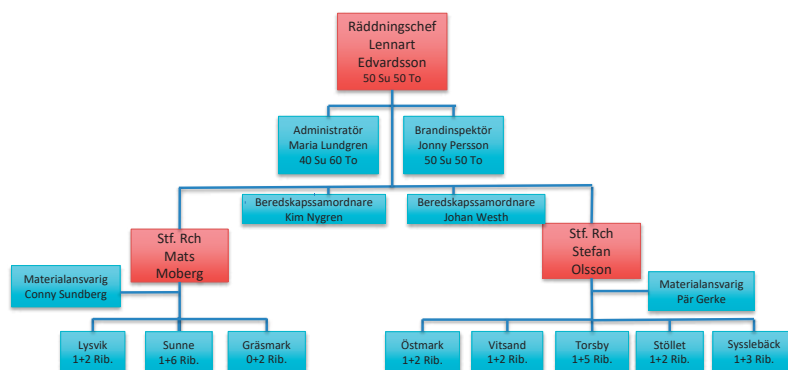 Räddningschef
Lennart
Edvardsson
50 Su 50 To
Administratör
Maria Lundgren
40 Su 60 To
Brandinspektör
Jonny Persson
50 Su 50 To
Beredskapssamordnare
Kim Nygren
Beredskapssamordnare
Johan Westh
Stf. Rch
Mats
Moberg
Stf. Rch
Stefan
Olsson
Materialansvarig
Conny Sundberg
Materialansvarig
Pär Gerke
Lysvik
1+2 Rib.
Sunne
1+6 Rib.
Gräsmark
0+2 Rib.
Östmark
1+2 Rib.
Vitsand
1+2 Rib.
Torsby
1+5 Rib.
Stöllet
1+2 Rib.
Sysslebäck
1+3 Rib.